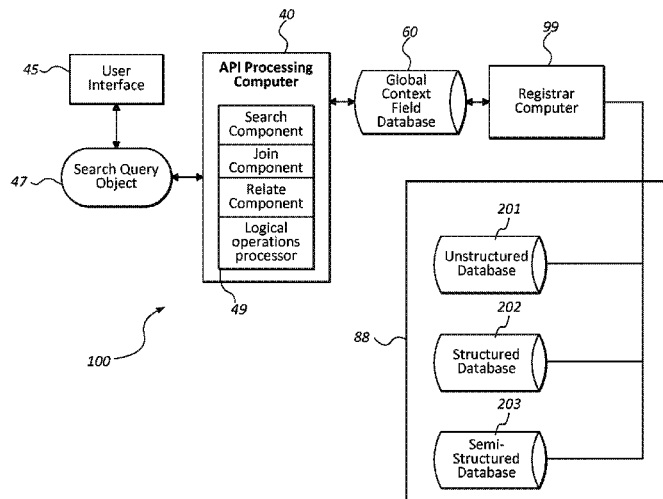 40
60
99
45
User
Interface
API Processing
Computer
Global
Context
Field
Database
Registrar
Computer
Search Component
Join Component
Relate Component
Logical
operations
processor
Search Query
Object
47
49
100
88
201
Unstructured
Database
202
Structured
Database
203
Semi-
Structured
Database